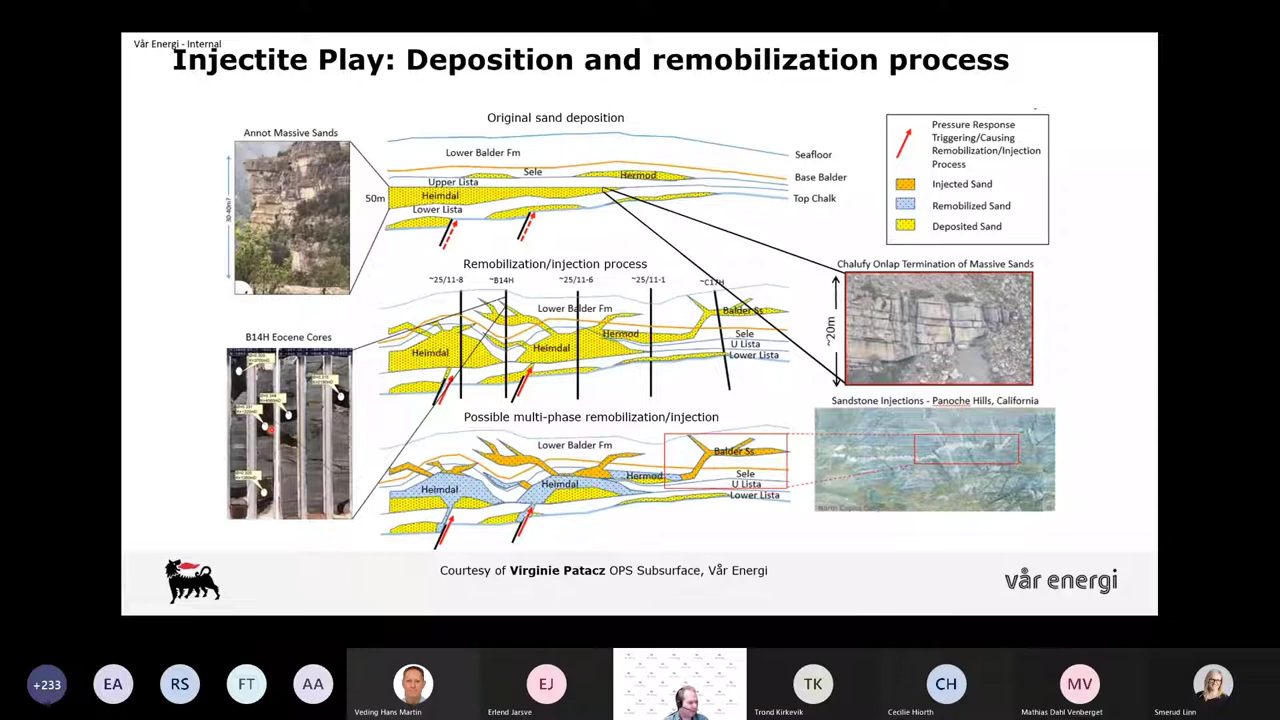 Vår Energi - Internal
Injectite Play: Deposition and remobilization process
Original sand deposition
Annot Massive Sands
30-40m?
50m
Lower Balder Fm
Sele
Hermod
Upper Lista
Heimdal
Lower Lista
Seafloor
Base Balder
Top Chalk
Pressure Response
Triggering/Causing
Remobilization/Injection
Process
Injected Sand
Remobilized Sand
Deposited Sand
Remobilization/injection process
~25/11-8
~B14H
~25/11-6
~25/11-1
~C17H
Lower Balder Fm
Balder Ss
Hermod
Sele
Heimdal
Heimdal
U Lista
Lower Lista
Chalufy Onlap Termination of Massive Sands
~20m
B14H Eocene Cores
Possible multi-phase remobilization/injection
Lower Balder Fm
Balder Ss
Hermod
Sele
Heimdal
Heimdal
U Lista
Lower Lista
Sandstone Injections - Panoche Hills, California
Courtesy of Virginie Patacz OPS Subsurface, Vår Energi
vår energi
+233
EA
RS
FT
AA
Veding Hans Martin
EJ
Erlend Jarsve
TK
Trond Kirkevik
CH
Cecilie Hiorth
MV
Mathias Dahl Venberget
Smerud Linn